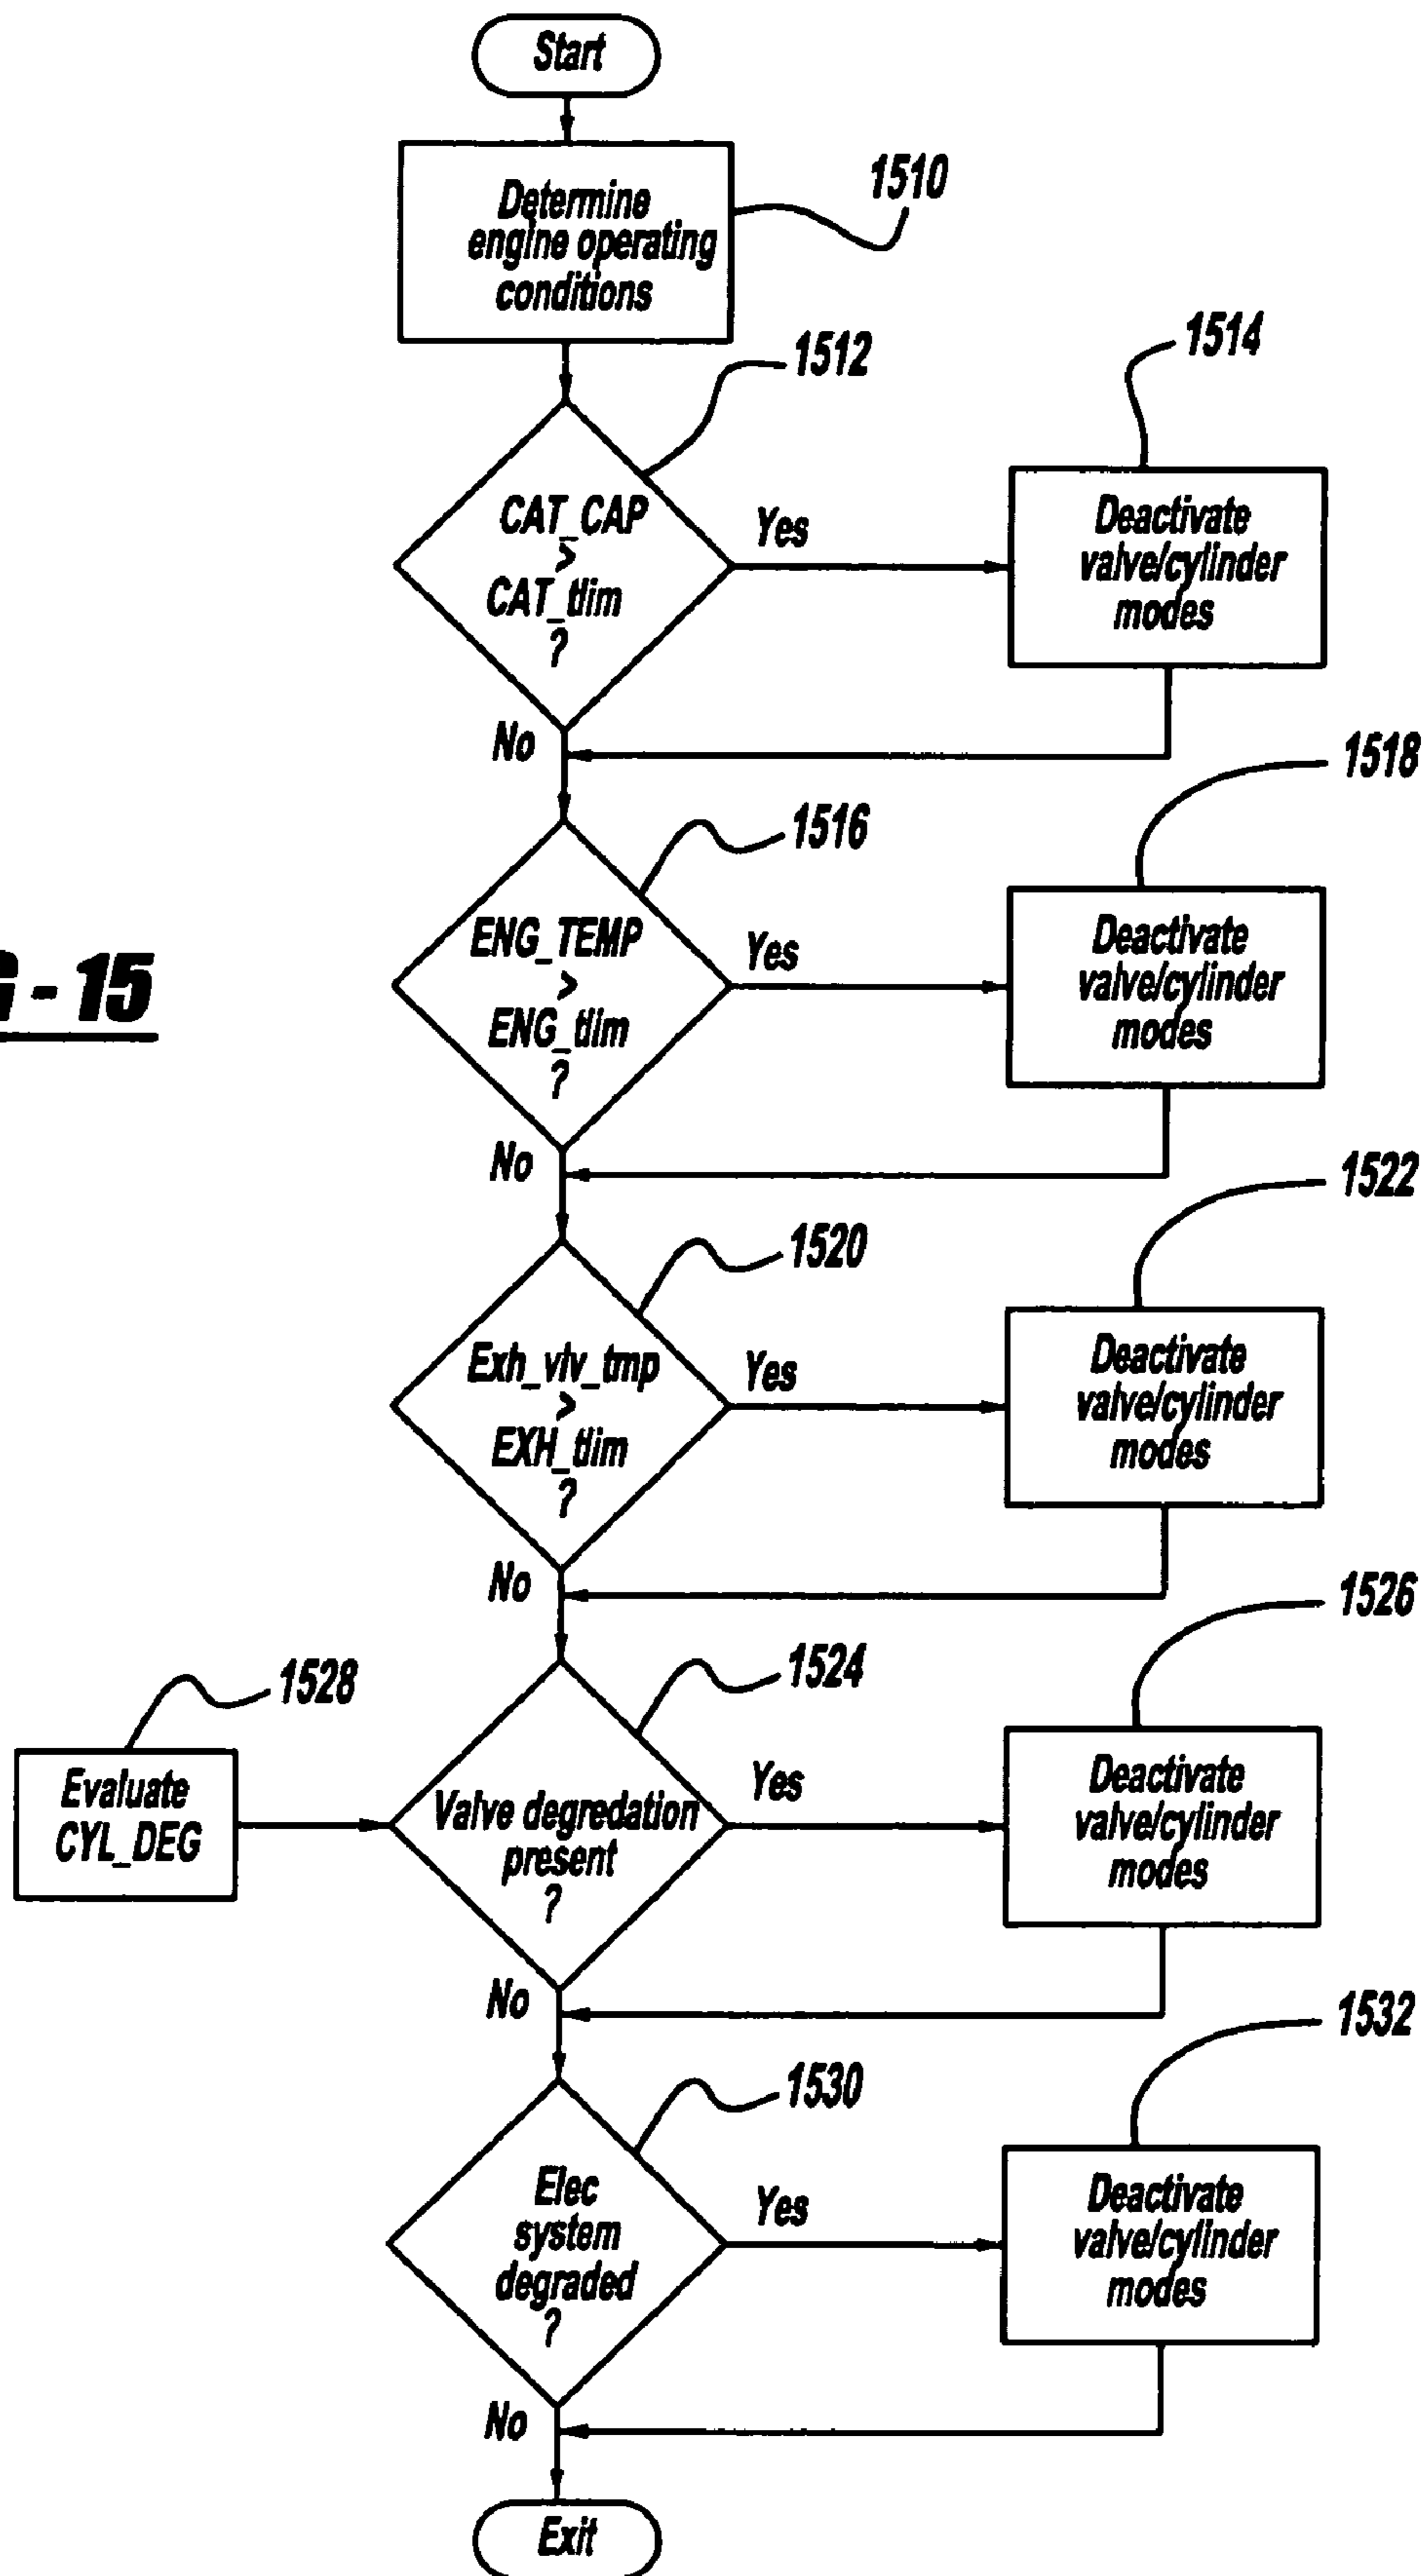 Start
Determine
engine operating
conditions
1510
CAT_CAP
>
CAT_tlim
?
1512
Yes
Deactivate
valve/cylinder
modes
1514
No
ENG_TEMP
>
ENG_tlim
?
1516
Yes
Deactivate
valve/cylinder
modes
1518
No
G - 15
Exh_vlv_tmp
>
EXH_tlim
?
1520
Yes
Deactivate
valve/cylinder
modes
1522
No
Evaluate
CYL_DEG
1528
Valve degredation
present
?
1524
Yes
Deactivate
valve/cylinder
modes
1526
No
Elec
system
degraded
?
1530
Yes
Deactivate
valve/cylinder
modes
1532
No
Exit